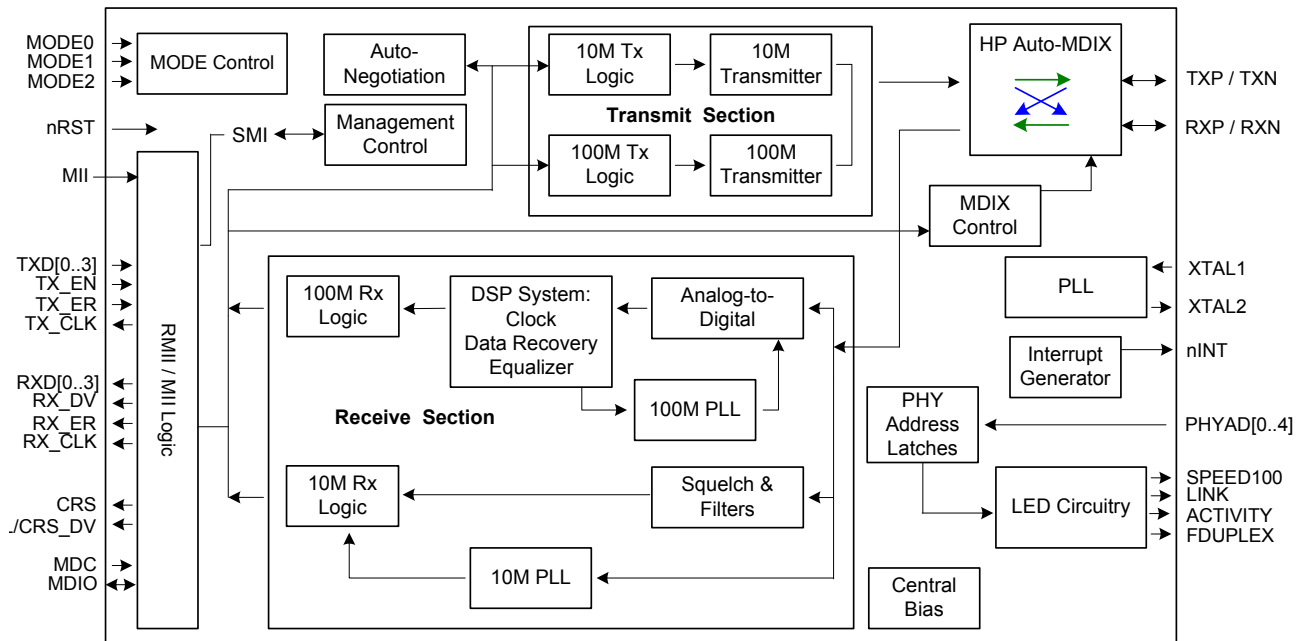 MODE0
MODE1
MODE2
MODE Control
Auto-
Negotiation
10M Tx
Logic
10M
Transmitter
HP Auto-MDIX
TXP / TXN
RXP / RXN
Transmit Section
nRST
SMI
Management
Control
100M Tx
Logic
100M
Transmitter
MII
MDIX
Control
TXD[0..3]
TX_EN
TX_ER
TX_CLK
RXD[0..3]
RX_DV
RX_ER
RX_CLK
CRS
./CRS_DV
MDC
MDIO
RMII / MII Logic
100M Rx
Logic
DSP System:
Clock
Data Recovery
Equalizer
Analog-to-
Digital
100M PLL
Receive Section
10M Rx
Logic
Squelch &
Filters
10M PLL
PLL
XTAL1
XTAL2
Interrupt
Generator
nINT
PHY
Address
Latches
PHYAD[0..4]
LED Circuitry
SPEED100
LINK
ACTIVITY
FDUPLEX
Central
Bias